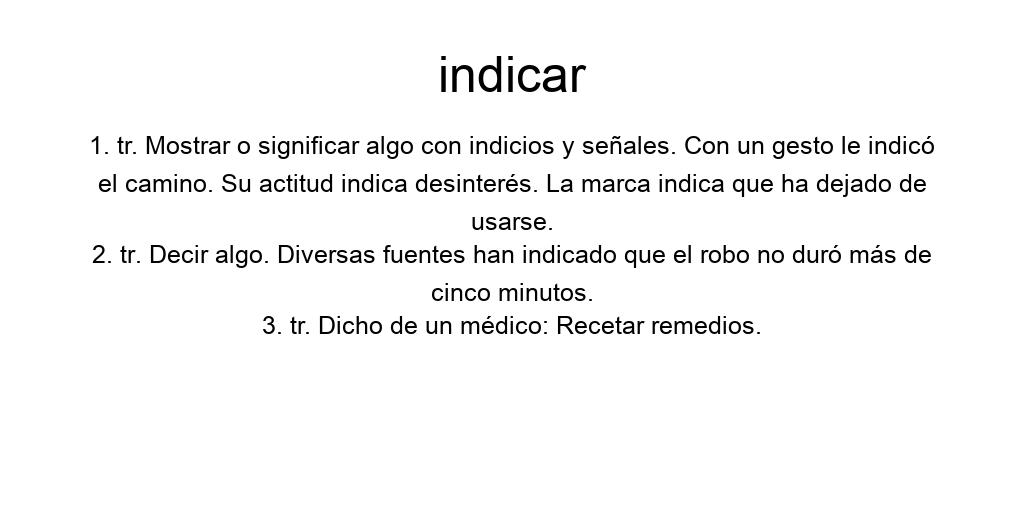 indicar
1. tr. Mostrar o significar algo con indicios y señales. Con un gesto le indicó
el camino. Su actitud indica desinterés. La marca indica que ha dejado de
usarse.
2. tr. Decir algo. Diversas fuentes han indicado que el robo no duró más de
cinco minutos.
3. tr. Dicho de un médico: Recetar remedios.